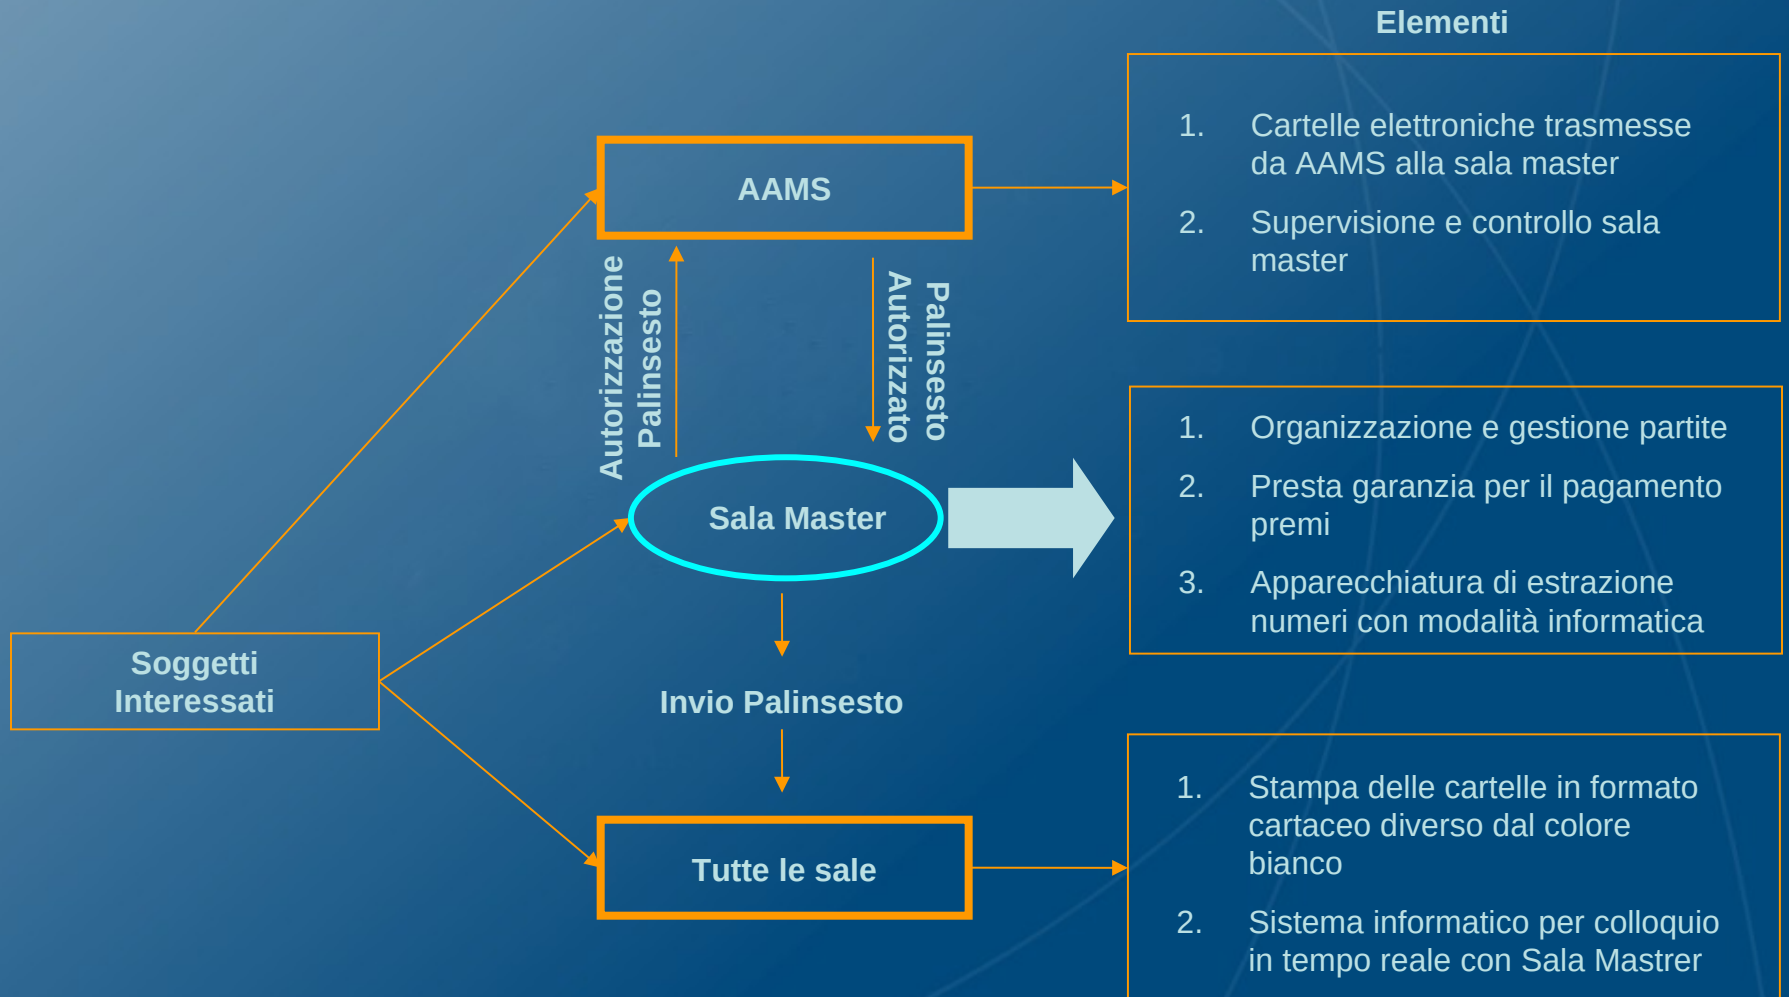 Elementi
1. Cartelle elettroniche trasmesse
da AAMS alla sala master
2. Supervisione e controllo sala
master
AAMS
Autorizzazione
Palinsesto
Palinsesto
Autorizzato
1. Organizzazione e gestione partite
2. Presta garanzia per il pagamento
premi
3. Apparecchiatura di estrazione
numeri con modalità informatica
Sala Master
Soggetti
Interessati
Invio Palinsesto
Tutte le sale
1. Stampa delle cartelle in formato
cartaceo diverso dal colore
bianco
2. Sistema informatico per colloquio
in tempo reale con Sala Mastrer